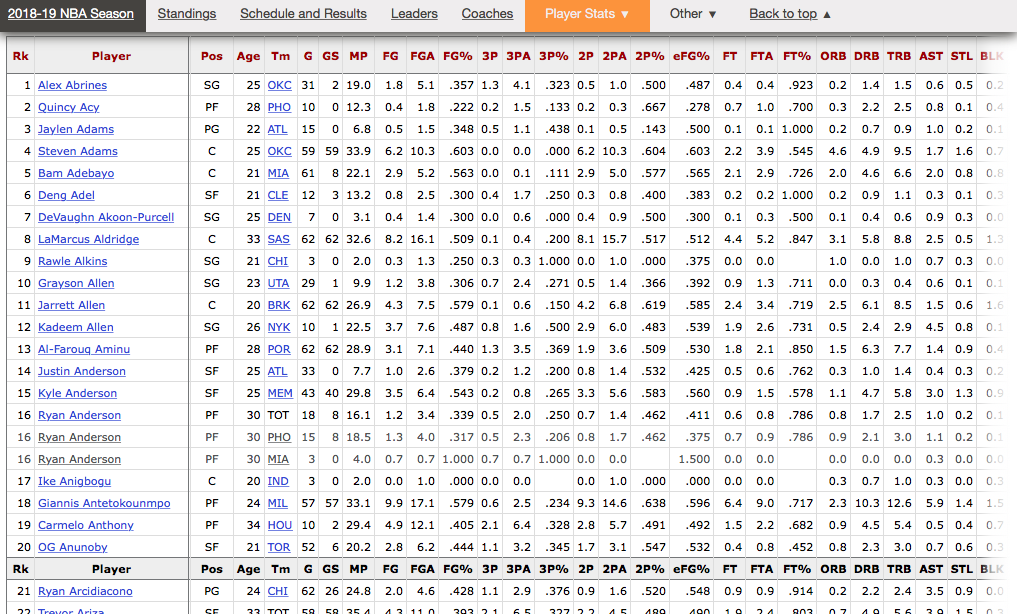 2018-19 NBA Season Standings Schedule and Results Leaders Coaches Player Stats ▼ Other ▼ Back to top ▲
Rk Player Pos Age Tm G GS MP FG FGA FG% 3P 3PA 3P% 2P 2PA 2P% eFG% FT FTA FT% ORB DRB TRB AST STL BLK
1 Alex Abrines SG 25 OKC 31 2 19.0 1.8 5.1 .357 1.3 4.1 .323 0.5 1.0 .500 .487 0.4 0.4 .923 0.2 1.4 1.5 0.6 0.5 0.2
2 Quincy Acy PF 28 PHO 10 0 12.3 0.4 1.8 .222 0.2 1.5 .133 0.2 0.3 .667 .278 0.7 1.0 .700 0.3 2.2 2.5 0.8 0.1 0.4
3 Jaylen Adams PG 22 ATL 15 0 6.8 0.5 1.5 .348 0.5 1.1 .438 0.1 0.5 .143 .500 0.1 0.1 1.000 0.2 0.7 0.9 1.0 0.2 0.1
4 Steven Adams C 25 OKC 59 59 33.9 6.2 10.3 .603 0.0 0.0 .000 6.2 10.3 .604 .603 2.2 3.9 .545 4.6 4.9 9.5 1.7 1.6 0.7
5 Bam Adebayo C 21 MIA 61 8 22.1 2.9 5.2 .563 0.0 0.1 .111 2.9 5.0 .577 .565 2.1 2.9 .726 2.0 4.6 6.6 2.0 0.8 0.8
6 Deng Adel SF 21 CLE 12 3 13.2 0.8 2.5 .300 0.4 1.7 .250 0.3 0.8 .400 .383 0.2 0.2 1.000 0.2 0.9 1.1 0.3 0.1 0.3
7 DeVaughn Akoon-Purcell SG 25 DEN 7 0 3.1 0.4 1.4 .300 0.0 0.6 .000 0.4 0.9 .500 .300 0.1 0.3 .500 0.1 0.4 0.6 0.9 0.3 0.0
8 LaMarcus Aldridge C 33 SAS 62 62 32.6 8.2 16.1 .509 0.1 0.4 .200 8.1 15.7 .517 .512 4.4 5.2 .847 3.1 5.8 8.8 2.5 0.5 1.3
9 Rawle Alkins SG 21 CHI 3 0 2.0 0.3 1.3 .250 0.3 0.3 1.000 0.0 1.0 .000 .375 0.0 0.0 1.0 0.0 1.0 0.7 0.3 0.0
10 Grayson Allen SG 23 UTA 29 1 9.9 1.2 3.8 .306 0.7 2.4 .271 0.5 1.4 .366 .392 0.9 1.3 .711 0.0 0.3 0.4 0.6 0.1 0.1
11 Jarrett Allen C 20 BRK 62 62 26.9 4.3 7.5 .579 0.1 0.6 .150 4.2 6.8 .619 .585 2.4 3.4 .719 2.5 6.1 8.5 1.5 0.6 1.6
12 Kadeem Allen SG 26 NYK 10 1 22.5 3.7 7.6 .487 0.8 1.6 .500 2.9 6.0 .483 .539 1.9 2.6 .731 0.5 2.4 2.9 4.5 0.8 0.1
13 Al-Farouq Aminu PF 28 POR 62 62 28.9 3.1 7.1 .440 1.3 3.5 .369 1.9 3.6 .509 .530 1.8 2.1 .850 1.5 6.3 7.7 1.4 0.9 0.4
14 Justin Anderson SF 25 ATL 33 0 7.7 1.0 2.6 .379 0.2 1.2 .200 0.8 1.4 .532 .425 0.5 0.6 .762 0.3 1.0 1.4 0.4 0.2 0.3
15 Kyle Anderson SF 25 MEM 43 40 29.8 3.5 6.4 .543 0.2 0.8 .265 3.3 5.6 .583 .560 0.9 1.5 .578 1.1 4.7 5.8 3.0 1.3 0.9
16 Ryan Anderson PF 30 TOT 18 8 16.1 1.2 3.4 .339 0.5 2.0 .250 0.7 1.4 .462 .411 0.6 0.8 .786 0.8 1.7 2.5 1.0 0.2 0.1
16 Ryan Anderson PF 30 PHO 15 8 18.5 1.3 4.0 .317 0.5 2.3 .206 0.8 1.7 .462 .375 0.7 0.9 .786 0.9 2.1 3.0 1.1 0.2 0.1
16 Ryan Anderson PF 30 MIA 3 0 4.0 0.7 0.7 1.000 0.7 0.7 1.000 0.0 0.0 1.500 0.0 0.0 0.0 0.0 0.0 0.3 0.0 0.0
17 Ike Anigbogu C 20 IND 3 0 2.0 0.0 1.0 .000 0.0 0.0 0.0 1.0 .000 .000 0.0 0.0 0.3 0.7 1.0 0.3 0.0 0.3
18 Giannis Antetokounmpo PF 24 MIL 57 57 33.1 9.9 17.1 .579 0.6 2.5 .234 9.3 14.6 .638 .596 6.4 9.0 .717 2.3 10.3 12.6 5.9 1.4 1.5
19 Carmelo Anthony PF 34 HOU 10 2 29.4 4.9 12.1 .405 2.1 6.4 .328 2.8 5.7 .491 .492 1.5 2.2 .682 0.9 4.5 5.4 0.5 0.4 0.7
20 OG Anunoby SF 21 TOR 52 6 20.2 2.8 6.2 .444 1.1 3.2 .345 1.7 3.1 .547 .532 0.4 0.8 .452 0.8 2.3 3.0 0.7 0.6 0.3
Rk Player Pos Age Tm G GS MP FG FGA FG% 3P 3PA 3P% 2P 2PA 2P% eFG% FT FTA FT% ORB DRB TRB AST STL BLK
21 Ryan Arcidiacono PG 24 CHI 62 26 24.8 2.0 4.6 .428 1.1 2.9 .376 0.9 1.6 .520 .548 0.9 0.9 .914 0.2 2.2 2.4 3.5 0.9 0.0
22 Trevor Ariza SF 33 TOT 58 58 35.4 4.3 11.0 .393 2.1 6.5 .327 2.2 4.5 .489 .490 1.9 2.4 .803 0.7 4.9 5.6 3.9 1.5